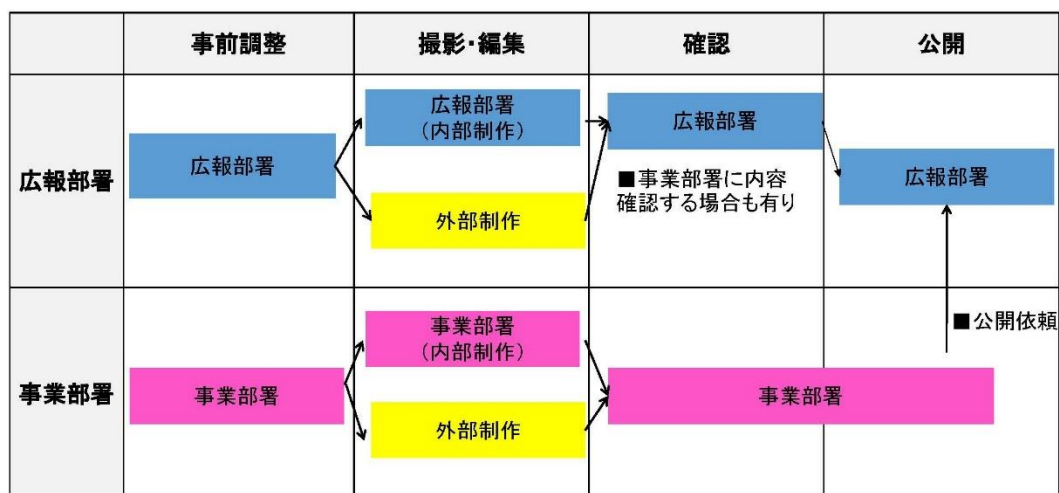 事前調整
撮影・編集
確認
公開
広報部署
広報部署
広報部署
（内部制作）
外部制作
広報部署
■事業部署に内容
確認する場合も有り
広報部署
事業部署
事業部署
事業部署
（内部制作）
外部制作
事業部署
■公開依頼